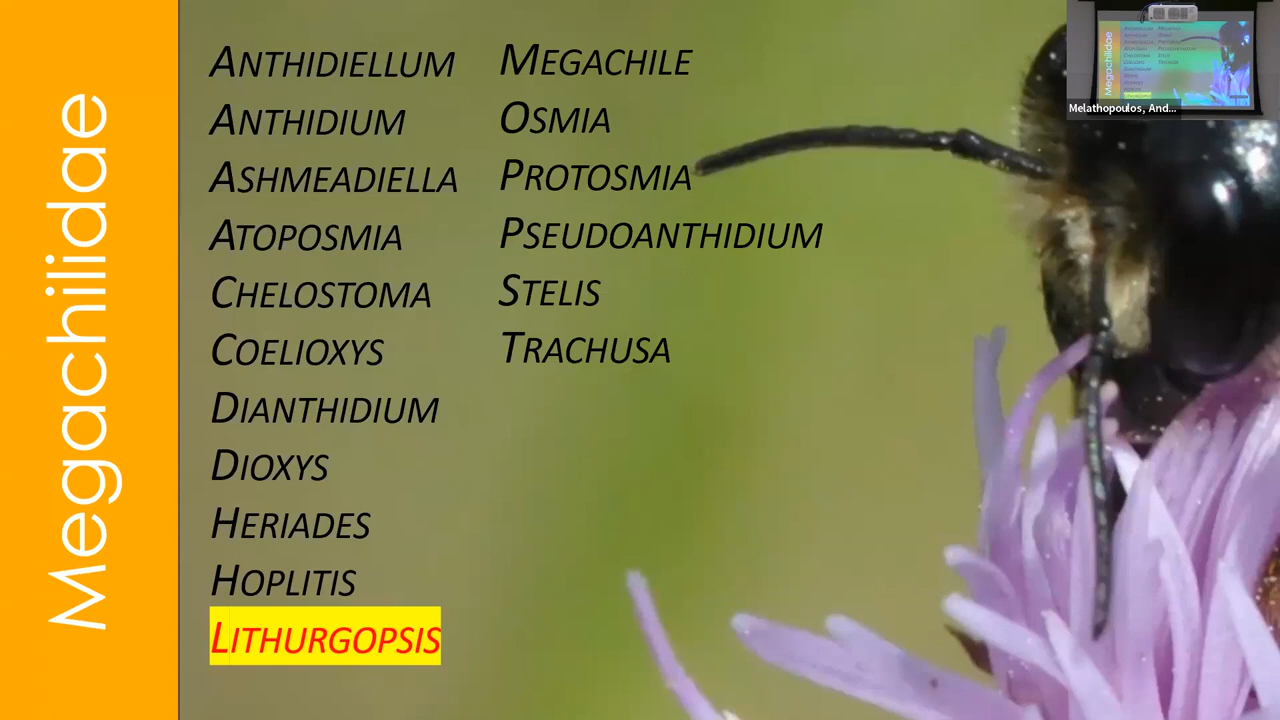 Megachilidae
ANTHIDIELLUM
ANTHIDIUM
ASHMEADIELLA
ATOPOSMIA
CHELOSTOMA
COELIOXYS
DIANTHIDIUM
DIOXYS
HERIADES
HOPLITIS
LITHURGOPSIS
MEGACHILE
OSMIA
PROTOSMIA
PSEUDOANTHIDIUM
STELIS
TRACHUSA
Megachilidae
Melathopoulos, And...